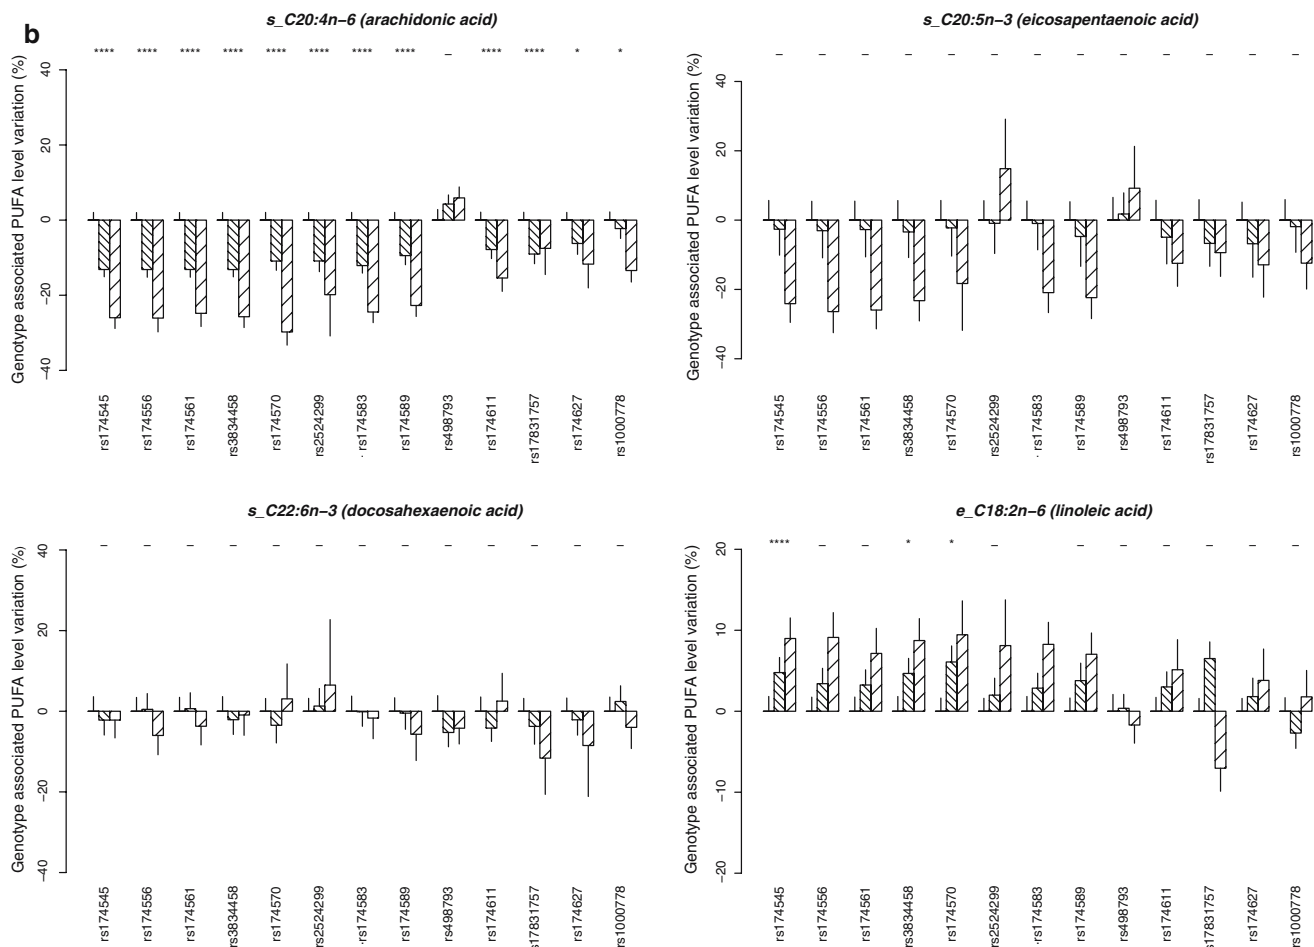 b
s_C20:4n−6 (arachidonic acid)
**** **** **** **** **** **** **** **** – **** **** * *
Genotype associated PUFA level variation (%)
40
20
0
−20
−40
rs174545
rs174556
rs174561
rs3834458
rs174570
rs2524299
rs174583
rs174589
rs498793
rs174611
rs17831757
rs174627
rs1000778
s_C20:5n−3 (eicosapentaenoic acid)
– – – – – – – – – – – – –
Genotype associated PUFA level variation (%)
40
20
0
−20
−40
rs174545
rs174556
rs174561
rs3834458
rs174570
rs2524299
rs174583
rs174589
rs498793
rs174611
rs17831757
rs174627
rs1000778
s_C22:6n−3 (docosahexaenoic acid)
– – – – – – – – – – – – –
Genotype associated PUFA level variation (%)
40
20
0
−20
−40
rs174545
rs174556
rs174561
rs3834458
rs174570
rs2524299
rs174583
rs174589
rs498793
rs174611
rs17831757
rs174627
rs1000778
e_C18:2n−6 (linoleic acid)
**** – – * * – – – – – – –
Genotype associated PUFA level variation (%)
20
10
0
−10
−20
rs174545
rs174556
rs174561
rs3834458
rs174570
rs2524299
rs174583
rs174589
rs498793
rs174611
rs17831757
rs174627
rs1000778